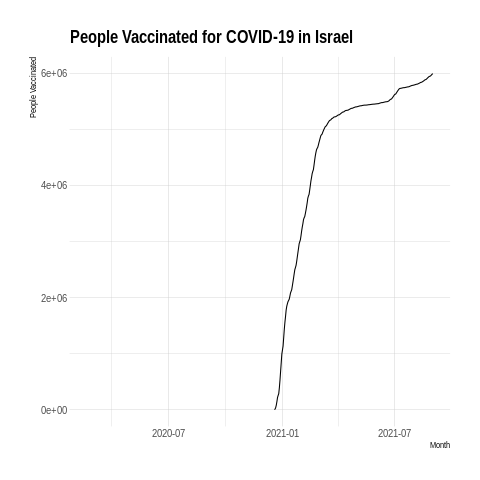 People Vaccinated for COVID-19 in Israel
People Vaccinated
6e+06
4e+06
2e+06
0e+00
2020-07 2021-01 2021-07
Month